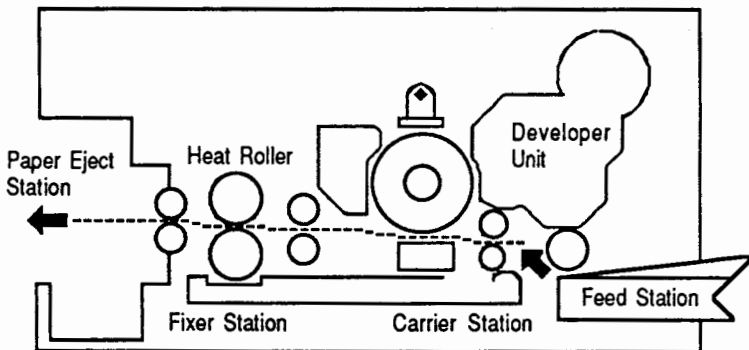 Developer
Unit
Paper Eject
Station
Heat Roller
Feed Station
Fixer Station
Carrier Station